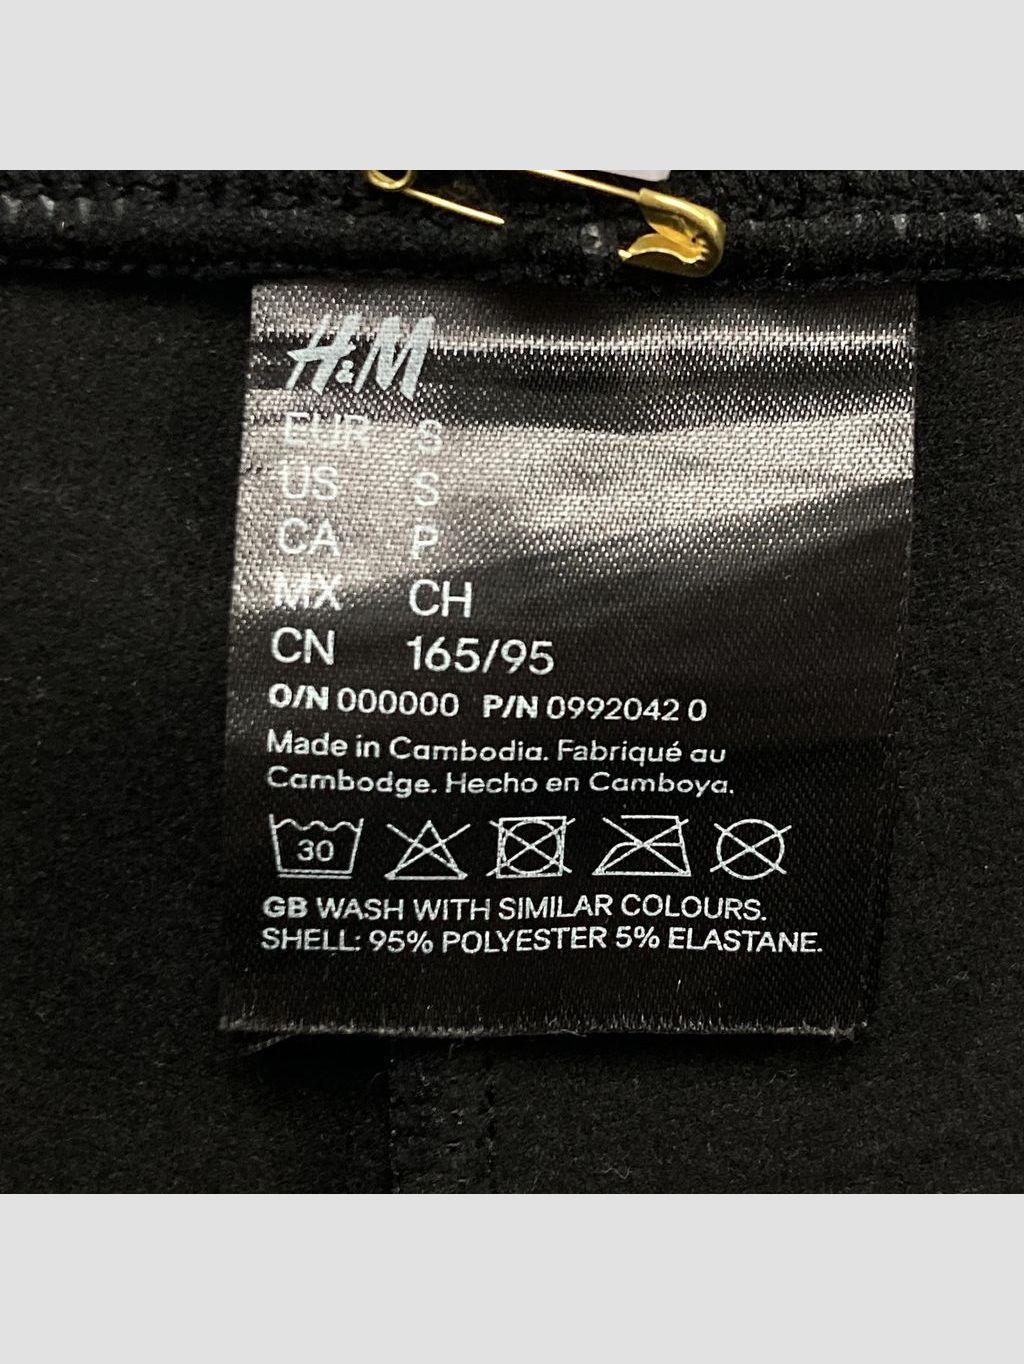 H&M
EUR S
US S
CA P
MX CH
CN 165/95
O/N 000000 P/N 0992042 0
Made in Cambodia. Fabriqué au
Cambodge. Hecho en Camboya.
30
GB WASH WITH SIMILAR COLOURS.
SHELL: 95% POLYESTER 5% ELASTANE.